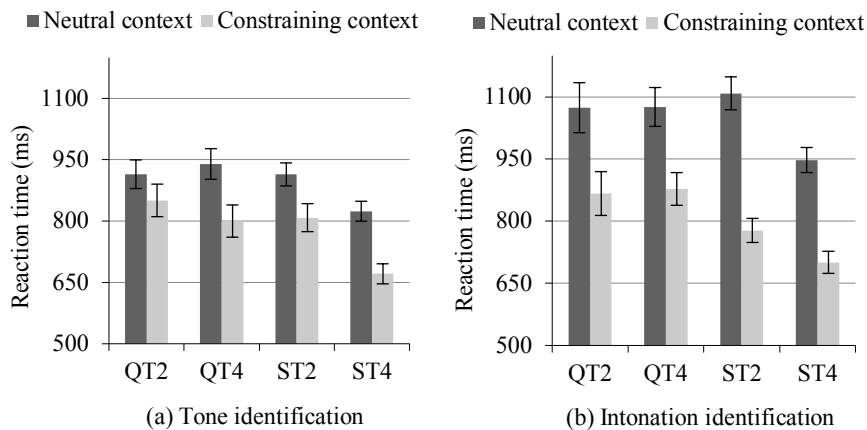 Neutral context Constraining context
1100
950
800
650
500
Reaction time (ms)
QT2 QT4 ST2 ST4
(a) Tone identification
Neutral context Constraining context
1100
950
800
650
500
Reaction time (ms)
QT2 QT4 ST2 ST4
(b) Intonation identification